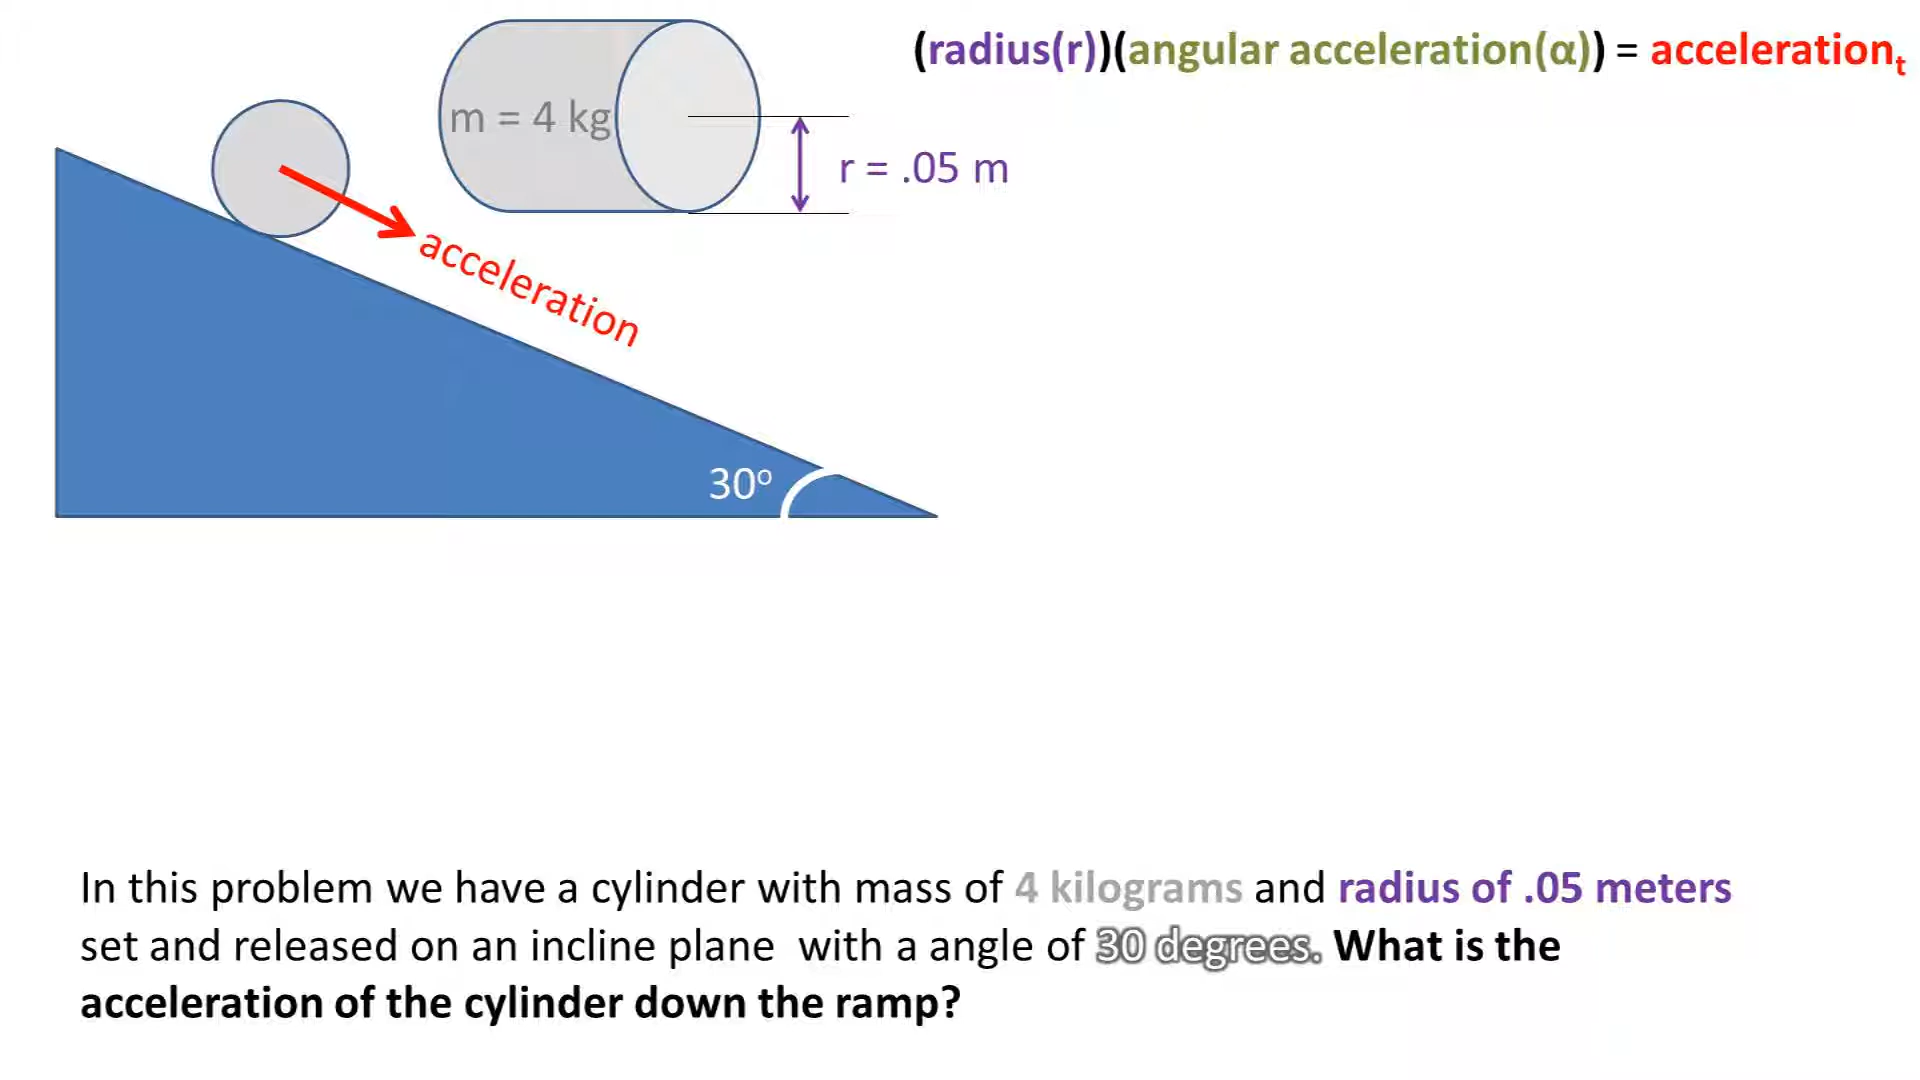 (radius(r))(angular acceleration(α)) = accelerationt
m = 4 kg
r = .05 m
acceleration
30o
In this problem we have a cylinder with mass of 4 kilograms and radius of .05 meters
set and released on an incline plane  with a angle of 30 degrees. What is the
acceleration of the cylinder down the ramp?